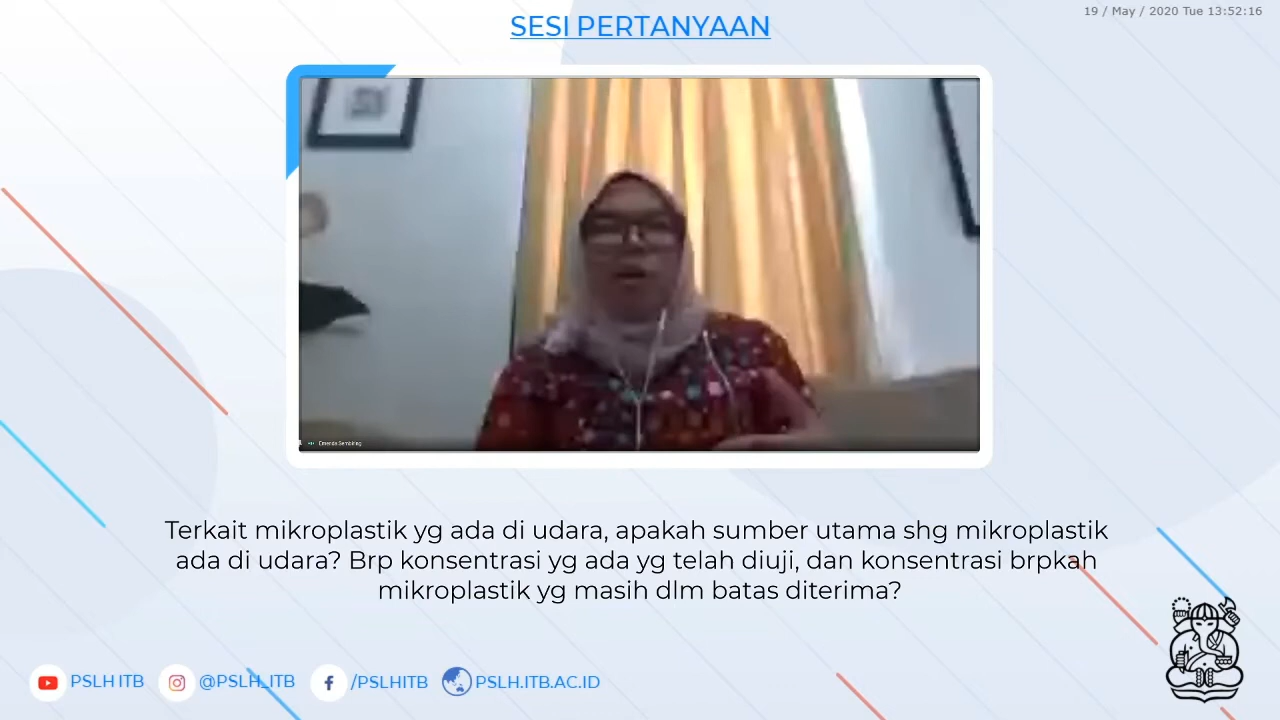 19 / May / 2020 Tue 13:52:16
SESI PERTANYAAN
Emenda Sembiring
Terkait mikroplastik yg ada di udara, apakah sumber utama shg mikroplastik
ada di udara? Brp konsentrasi yg ada yg telah diuji, dan konsentrasi brpkah
mikroplastik yg masih dlm batas diterima?
PSLH ITB
@PSLH_ITB
/PSLHITB
PSLH.ITB.AC.ID